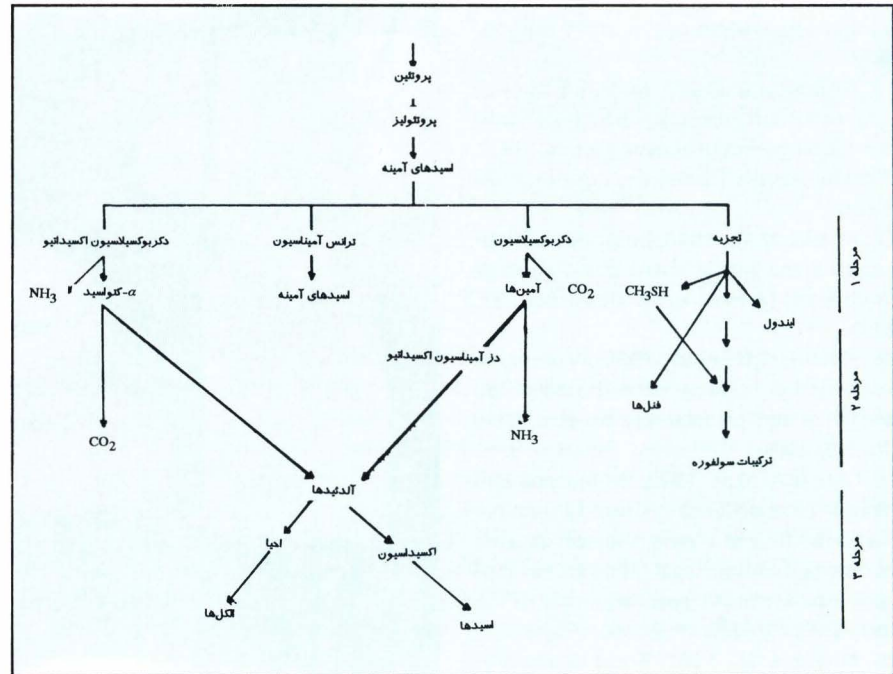 پروتئین
پروتئولیز
اسیدهای آمینه
تجزیه
دکربوکسیلاسیون
ترانس آمیناسیون
دکربوکسیلاسیون اکسیداتیو
مرحله ۱
ایندول
CH3SH
CO2
آمین‌ها
اسیدهای آمینه
α-کتواسید
NH3
دز آمیناسیون اکسیداتیو
مرحله ۲
فنل‌ها
NH3
CO2
ترکیبات سولفوره
آلدئیدها
مرحله ۳
اکسیداسیون
احیا
اسیدها
الکل‌ها